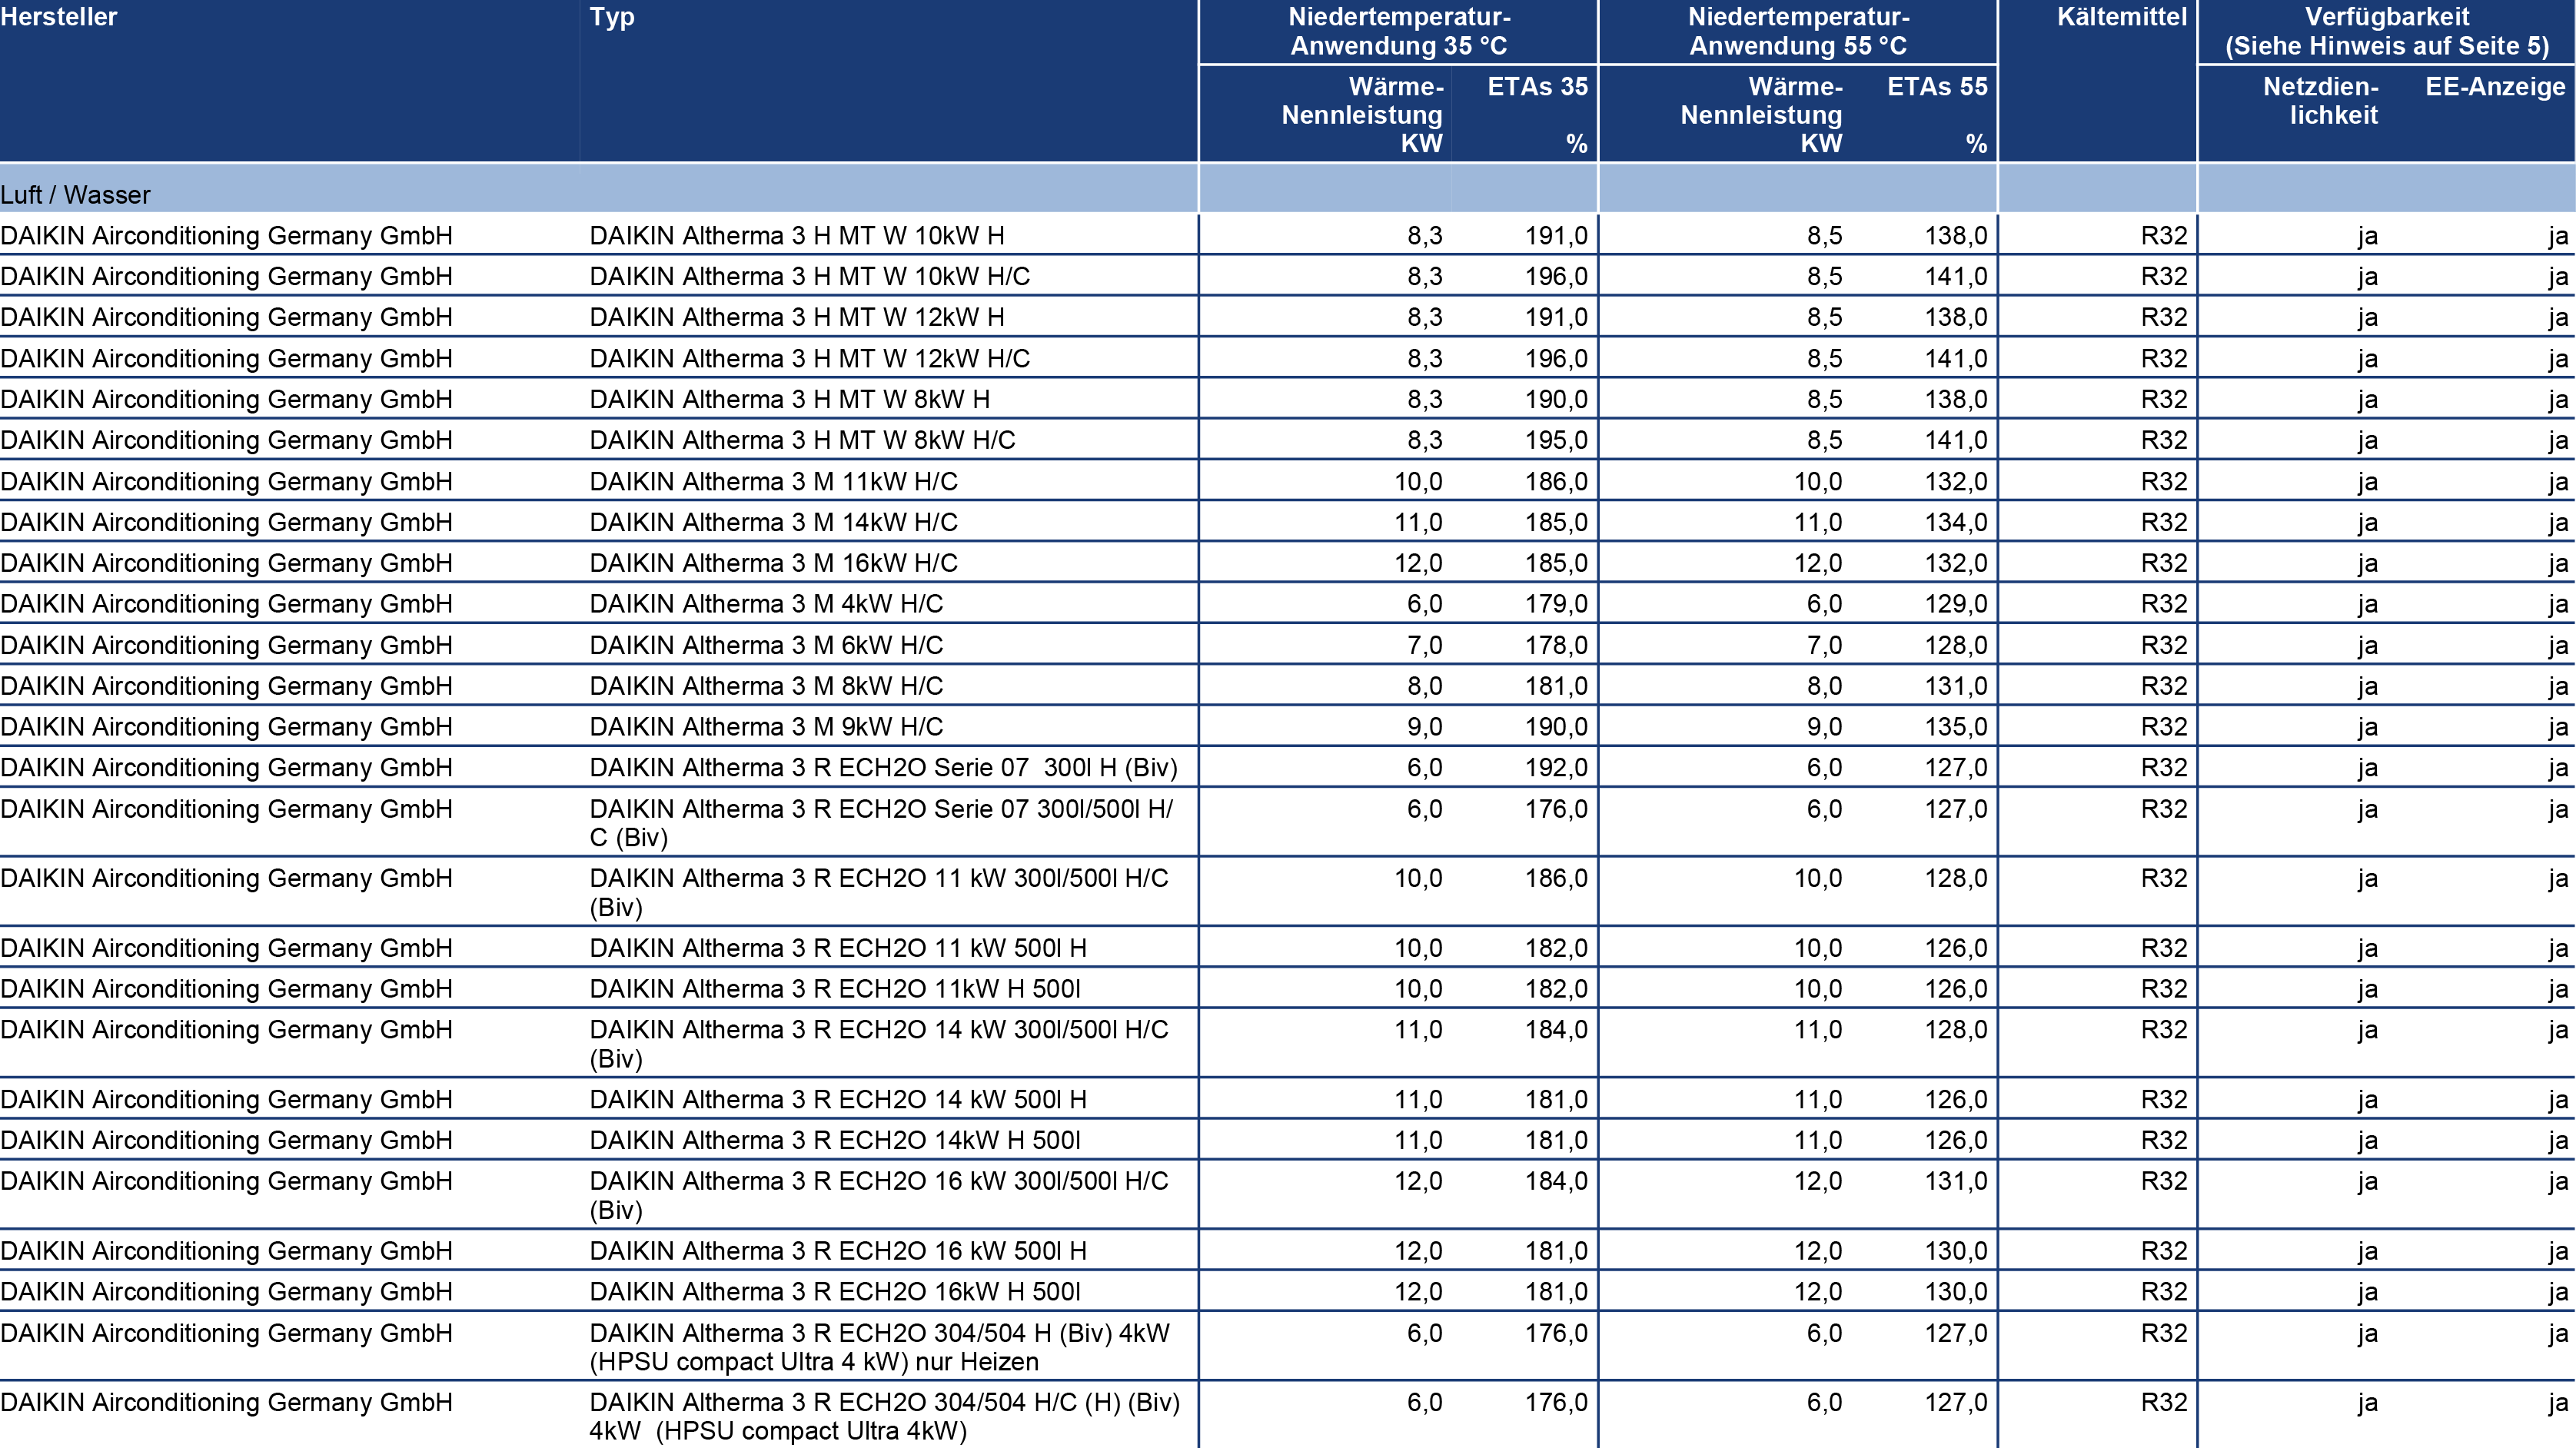 Hersteller Typ Niedertemperatur- Niedertemperatur- Kältemittel Verfügbarkeit
Anwendung 35 °C Anwendung 55 °C (Siehe Hinweis auf Seite 5)
Wärme- ETAs 35 Wärme- ETAs 55 Netzdien- EE-Anzeige
Nennleistung Nennleistung lichkeit
KW % KW %
Luft / Wasser
DAIKIN Airconditioning Germany GmbH DAIKIN Altherma 3 H MT W 10kW H 8,3 191,0 8,5 138,0 R32 ja ja
DAIKIN Airconditioning Germany GmbH DAIKIN Altherma 3 H MT W 10kW H/C 8,3 196,0 8,5 141,0 R32 ja ja
DAIKIN Airconditioning Germany GmbH DAIKIN Altherma 3 H MT W 12kW H 8,3 191,0 8,5 138,0 R32 ja ja
DAIKIN Airconditioning Germany GmbH DAIKIN Altherma 3 H MT W 12kW H/C 8,3 196,0 8,5 141,0 R32 ja ja
DAIKIN Airconditioning Germany GmbH DAIKIN Altherma 3 H MT W 8kW H 8,3 190,0 8,5 138,0 R32 ja ja
DAIKIN Airconditioning Germany GmbH DAIKIN Altherma 3 H MT W 8kW H/C 8,3 195,0 8,5 141,0 R32 ja ja
DAIKIN Airconditioning Germany GmbH DAIKIN Altherma 3 M 11kW H/C 10,0 186,0 10,0 132,0 R32 ja ja
DAIKIN Airconditioning Germany GmbH DAIKIN Altherma 3 M 14kW H/C 11,0 185,0 11,0 134,0 R32 ja ja
DAIKIN Airconditioning Germany GmbH DAIKIN Altherma 3 M 16kW H/C 12,0 185,0 12,0 132,0 R32 ja ja
DAIKIN Airconditioning Germany GmbH DAIKIN Altherma 3 M 4kW H/C 6,0 179,0 6,0 129,0 R32 ja ja
DAIKIN Airconditioning Germany GmbH DAIKIN Altherma 3 M 6kW H/C 7,0 178,0 7,0 128,0 R32 ja ja
DAIKIN Airconditioning Germany GmbH DAIKIN Altherma 3 M 8kW H/C 8,0 181,0 8,0 131,0 R32 ja ja
DAIKIN Airconditioning Germany GmbH DAIKIN Altherma 3 M 9kW H/C 9,0 190,0 9,0 135,0 R32 ja ja
DAIKIN Airconditioning Germany GmbH DAIKIN Altherma 3 R ECH2O Serie 07 300l H (Biv) 6,0 192,0 6,0 127,0 R32 ja ja
DAIKIN Airconditioning Germany GmbH DAIKIN Altherma 3 R ECH2O Serie 07 300l/500l H/ 6,0 176,0 6,0 127,0 R32 ja ja
C (Biv)
DAIKIN Airconditioning Germany GmbH DAIKIN Altherma 3 R ECH2O 11 kW 300l/500l H/C 10,0 186,0 10,0 128,0 R32 ja ja
(Biv)
DAIKIN Airconditioning Germany GmbH DAIKIN Altherma 3 R ECH2O 11 kW 500l H 10,0 182,0 10,0 126,0 R32 ja ja
DAIKIN Airconditioning Germany GmbH DAIKIN Altherma 3 R ECH2O 11kW H 500l 10,0 182,0 10,0 126,0 R32 ja ja
DAIKIN Airconditioning Germany GmbH DAIKIN Altherma 3 R ECH2O 14 kW 300l/500l H/C 11,0 184,0 11,0 128,0 R32 ja ja
(Biv)
DAIKIN Airconditioning Germany GmbH DAIKIN Altherma 3 R ECH2O 14 kW 500l H 11,0 181,0 11,0 126,0 R32 ja ja
DAIKIN Airconditioning Germany GmbH DAIKIN Altherma 3 R ECH2O 14kW H 500l 11,0 181,0 11,0 126,0 R32 ja ja
DAIKIN Airconditioning Germany GmbH DAIKIN Altherma 3 R ECH2O 16 kW 300l/500l H/C 12,0 184,0 12,0 131,0 R32 ja ja
(Biv)
DAIKIN Airconditioning Germany GmbH DAIKIN Altherma 3 R ECH2O 16 kW 500l H 12,0 181,0 12,0 130,0 R32 ja ja
DAIKIN Airconditioning Germany GmbH DAIKIN Altherma 3 R ECH2O 16kW H 500l 12,0 181,0 12,0 130,0 R32 ja ja
DAIKIN Airconditioning Germany GmbH DAIKIN Altherma 3 R ECH2O 304/504 H (Biv) 4kW 6,0 176,0 6,0 127,0 R32 ja ja
(HPSU compact Ultra 4 kW) nur Heizen
DAIKIN Airconditioning Germany GmbH DAIKIN Altherma 3 R ECH2O 304/504 H/C (H) (Biv) 6,0 176,0 6,0 127,0 R32 ja ja
4kW (HPSU compact Ultra 4kW)